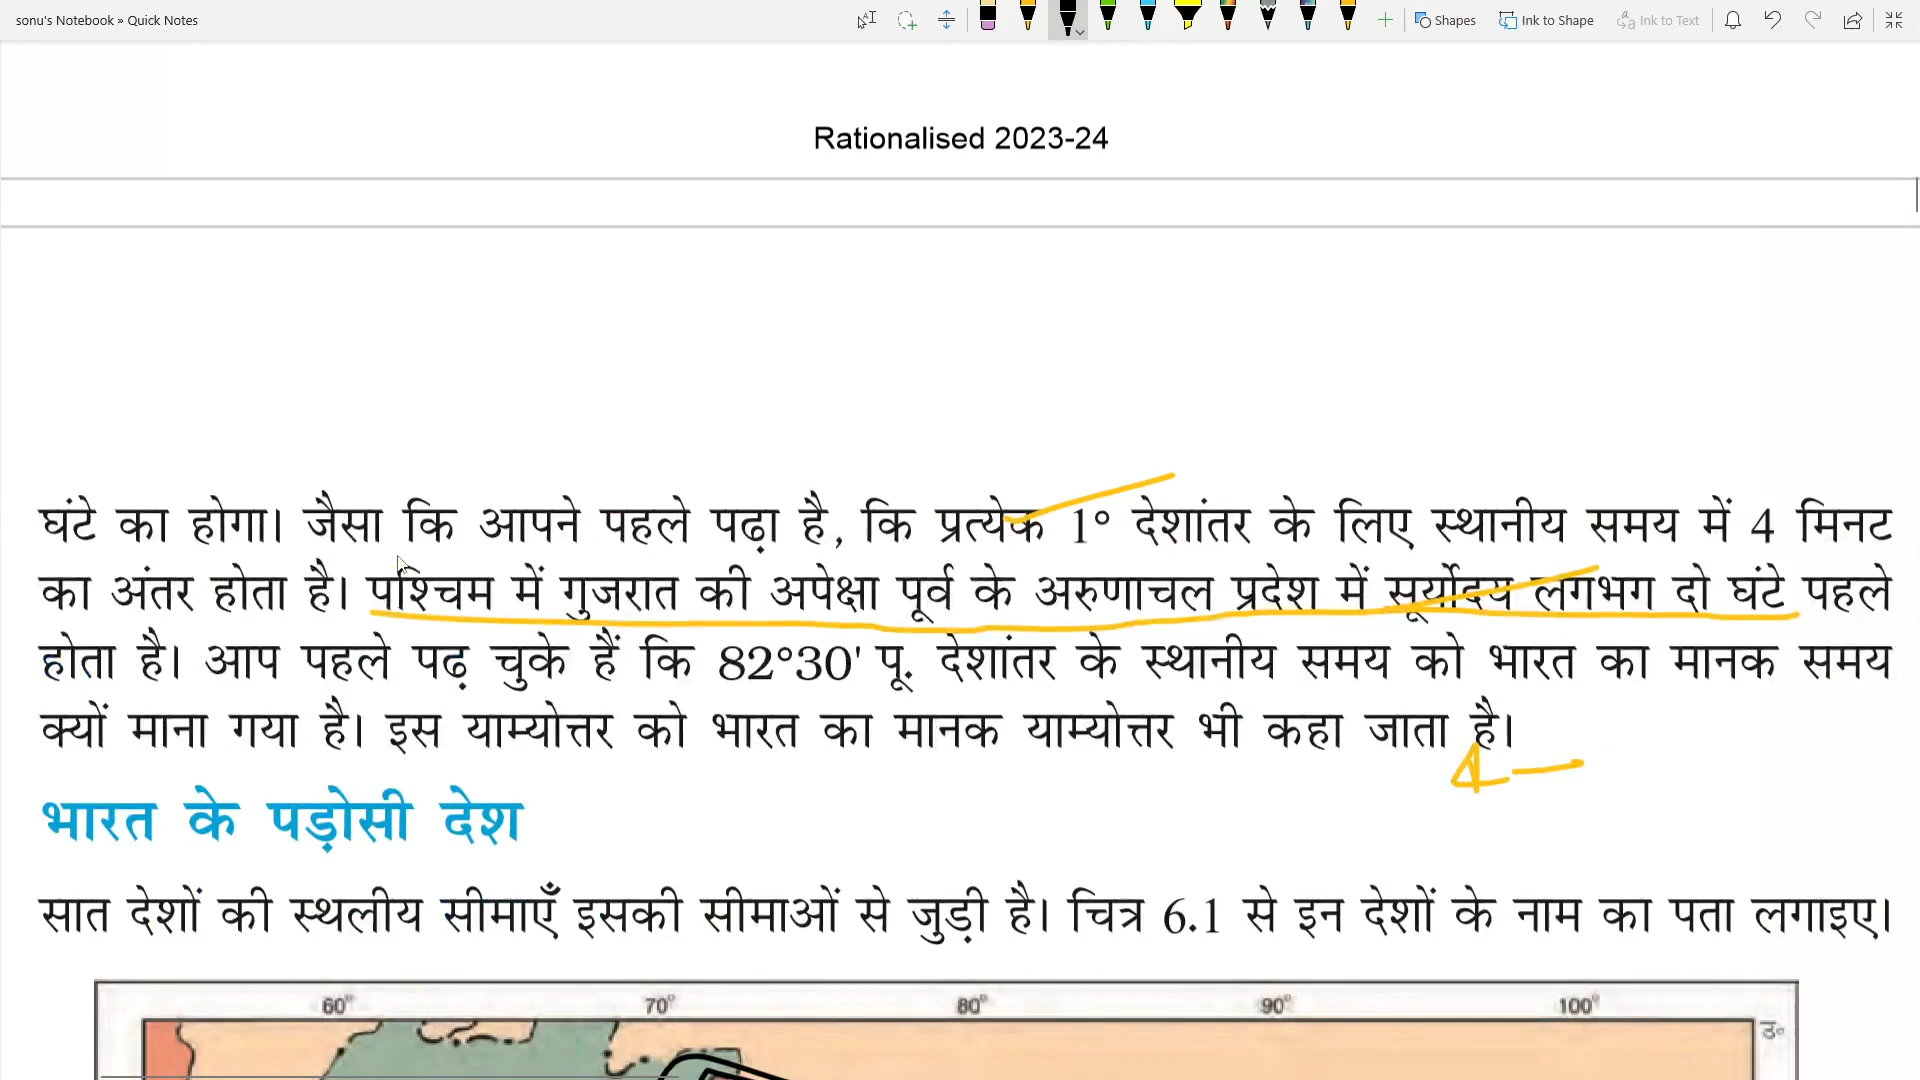 sonu's Notebook » Quick Notes
Shapes Ink to Shape Ink to Text
Rationalised 2023-24
घंटे का होगा। जैसा कि आपने पहले पढ़ा है, कि प्रत्येक 1° देशांतर के लिए स्थानीय समय में 4 मिनट
का अंतर होता है। पश्चिम में गुजरात की अपेक्षा पूर्व के अरुणाचल प्रदेश में सूर्योदय लगभग दो घंटे पहले
होता है। आप पहले पढ़ चुके हैं कि 82°30' पू. देशांतर के स्थानीय समय को भारत का मानक समय
क्यों माना गया है। इस याम्योत्तर को भारत का मानक याम्योत्तर भी कहा जाता है।
4 —
भारत के पड़ोसी देश
सात देशों की स्थलीय सीमाएँ इसकी सीमाओं से जुड़ी है। चित्र 6.1 से इन देशों के नाम का पता लगाइए।
60° 70° 80° 90° 100°